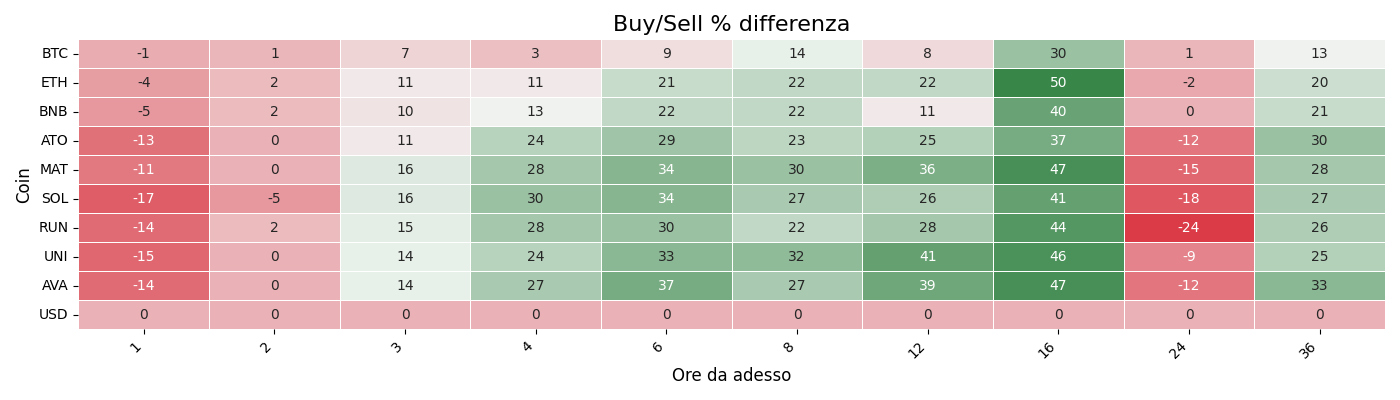 Buy/Sell % differenza
Coin
BTC -1 1 7 3 9 14 8 30 1 13
ETH -4 2 11 11 21 22 22 50 -2 20
BNB -5 2 10 13 22 22 11 40 0 21
ATO -13 0 11 24 29 23 25 37 -12 30
MAT -11 0 16 28 34 30 36 47 -15 28
SOL -17 -5 16 30 34 27 26 41 -18 27
RUN -14 2 15 28 30 22 28 44 -24 26
UNI -15 0 14 24 33 32 41 46 -9 25
AVA -14 0 14 27 37 27 39 47 -12 33
USD 0 0 0 0 0 0 0 0 0 0
1 2 3 4 6 8 12 16 24 36
Ore da adesso